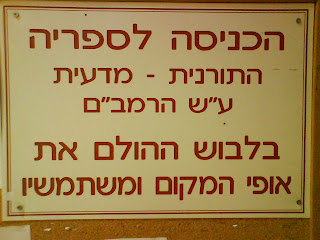 הכניסה לספריה
התורנית - מדעית
ע"ש הרמב"ם
בלבוש ההולם את
אופי המקום ומשתמשיו